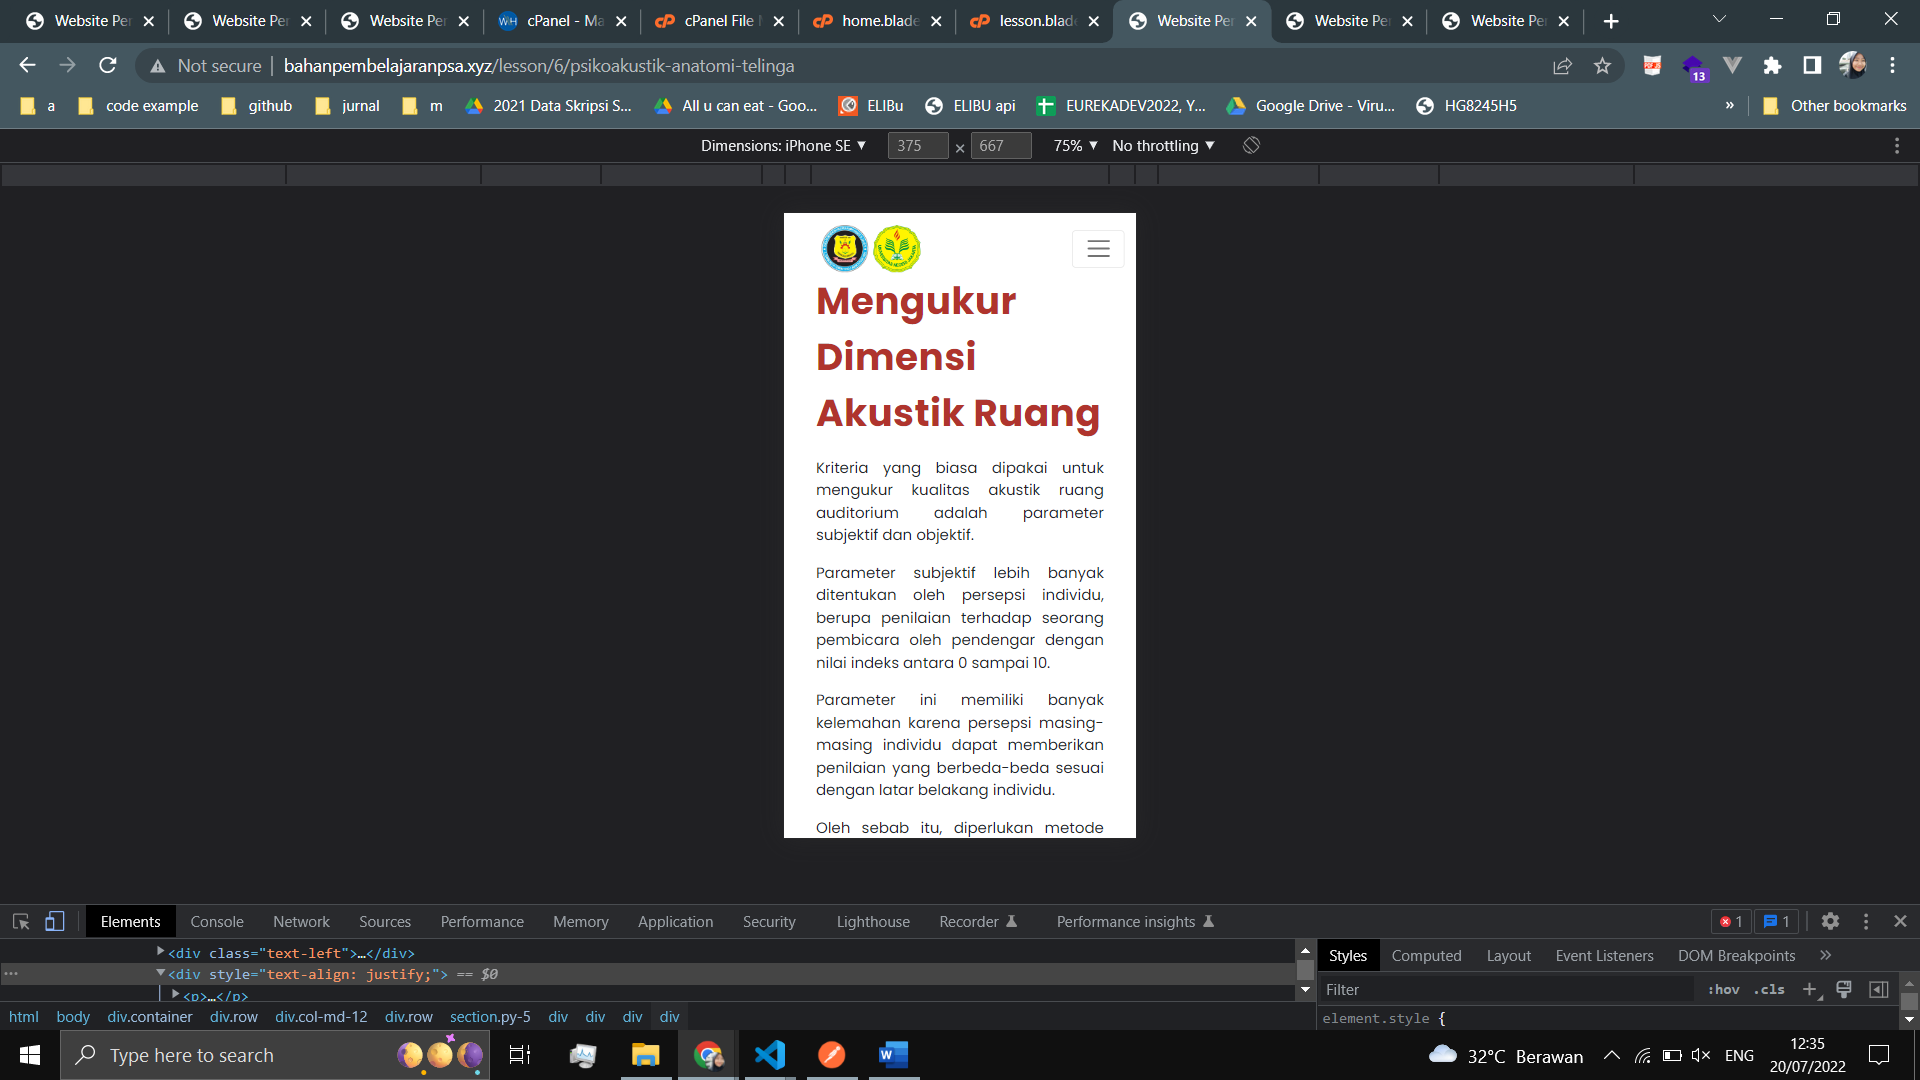 Website Per
Website Per
Website Per
cPanel - Ma
cPanel File M
home.blade
lesson.blade
Website Per
Website Per
Website Per
Not secure
bahanpembelajaranpsa.xyz/lesson/6/psikoakustik-anatomi-telinga
13
a
code example
github
jurnal
m
2021 Data Skripsi S...
All u can eat - Goo...
ELIBu
ELIBU api
EUREKADEV2022, Y...
Google Drive - Viru...
HG8245H5
»
Other bookmarks
Dimensions: iPhone SE
375 × 667
75%
No throttling
Mengukur
Dimensi
Akustik Ruang
Kriteria yang biasa dipakai untuk
mengukur kualitas akustik ruang
auditorium adalah parameter
subjektif dan objektif.
Parameter subjektif lebih banyak
ditentukan oleh persepsi individu,
berupa penilaian terhadap seorang
pembicara oleh pendengar dengan
nilai indeks antara 0 sampai 10.
Parameter ini memiliki banyak
kelemahan karena persepsi masing-
masing individu dapat memberikan
penilaian yang berbeda-beda sesuai
dengan latar belakang individu.
Oleh sebab itu, diperlukan metode
Elements
Console
Network
Sources
Performance
Memory
Application
Security
Lighthouse
Recorder
Performance insights
1
1
<div class="text-left">…</div>
<div style="text-align: justify;"> == $0
<p>…</p>
html
body
div.container
div.row
div.col-md-12
div.row
section.py-5
div
div
div
div
Styles
Computed
Layout
Event Listeners
DOM Breakpoints
»
Filter
:hov
.cls
element.style {
Type here to search
32°C Berawan
ENG
12:35
20/07/2022